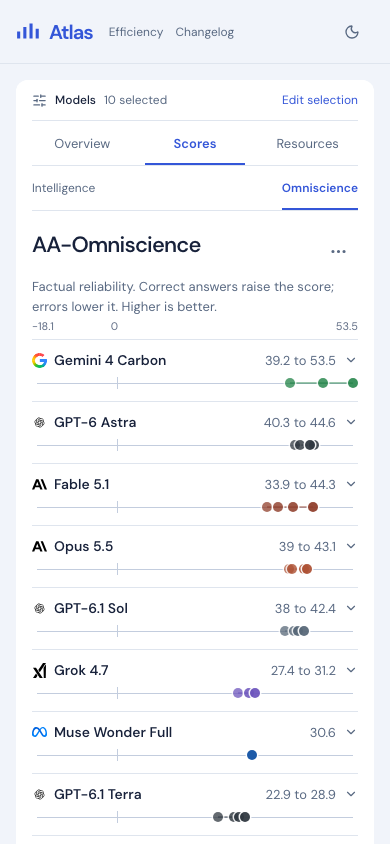 Atlas Efficiency Changelog
Models 10 selected Edit selection
Overview Scores Resources
Intelligence Omniscience
AA-Omniscience ...
Factual reliability. Correct answers raise the score;
errors lower it. Higher is better.
-18.1 0 53.5
Gemini 4 Carbon 39.2 to 53.5
GPT-6 Astra 40.3 to 44.6
Fable 5.1 33.9 to 44.3
Opus 5.5 39 to 43.1
GPT-6.1 Sol 38 to 42.4
Grok 4.7 27.4 to 31.2
Muse Wonder Full 30.6
GPT-6.1 Terra 22.9 to 28.9